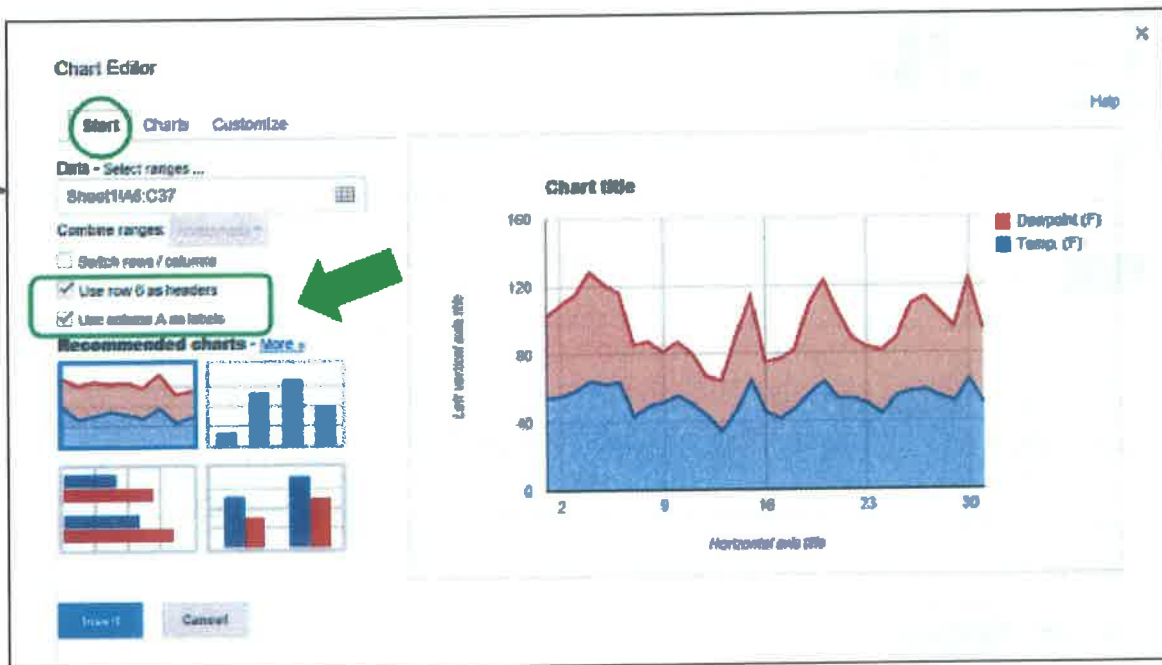 ×
Chart Editor
Help
Start Charts Customize
Data - Select ranges ...
Sheet1!A6:C37
Combine ranges:
Switch rows / columns
Use row 6 as headers
Use column A as labels
Recommended charts - More »
Insert Cancel
Chart title
160
120
80
40
0
Left vertical axis title
2 9 16 23 30
Horizontal axis title
Dewpoint (F)
Temp. (F)